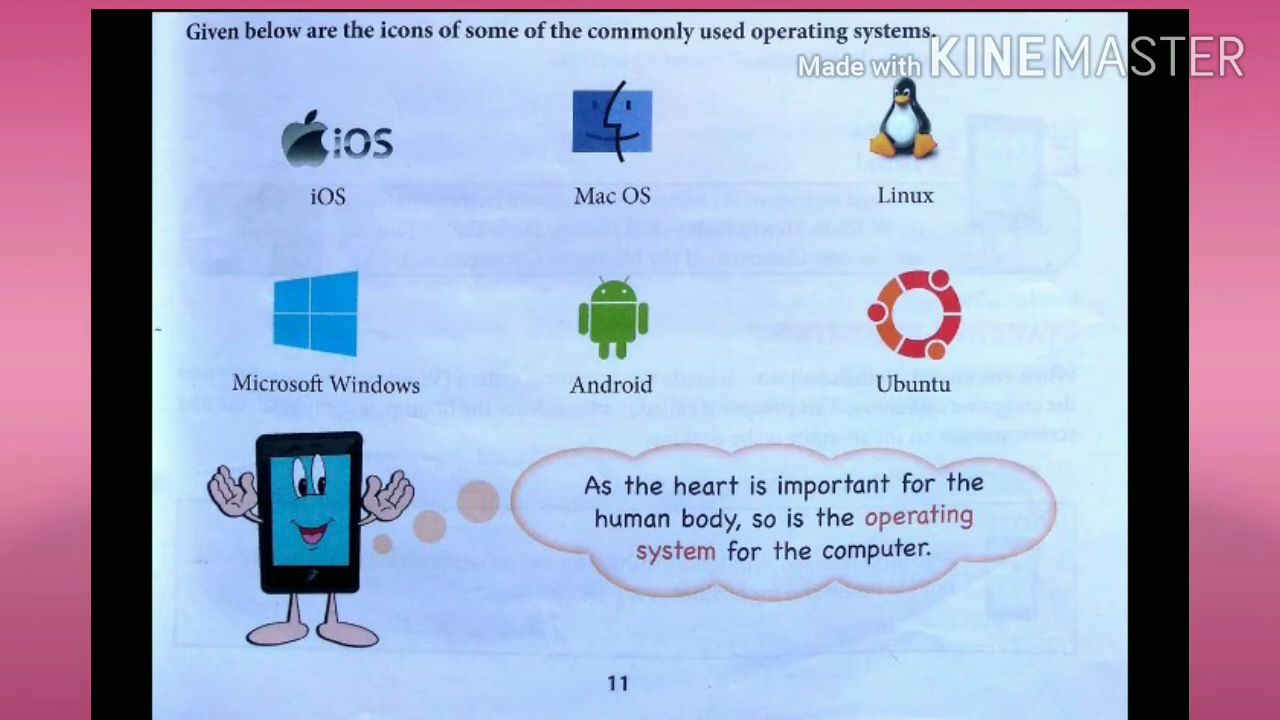 Given below are the icons of some of the commonly used operating systems.
Made with KINEMASTER
iOS
iOS Mac OS Linux
Microsoft Windows Android Ubuntu
As the heart is important for the
human body, so is the operating
system for the computer.
11